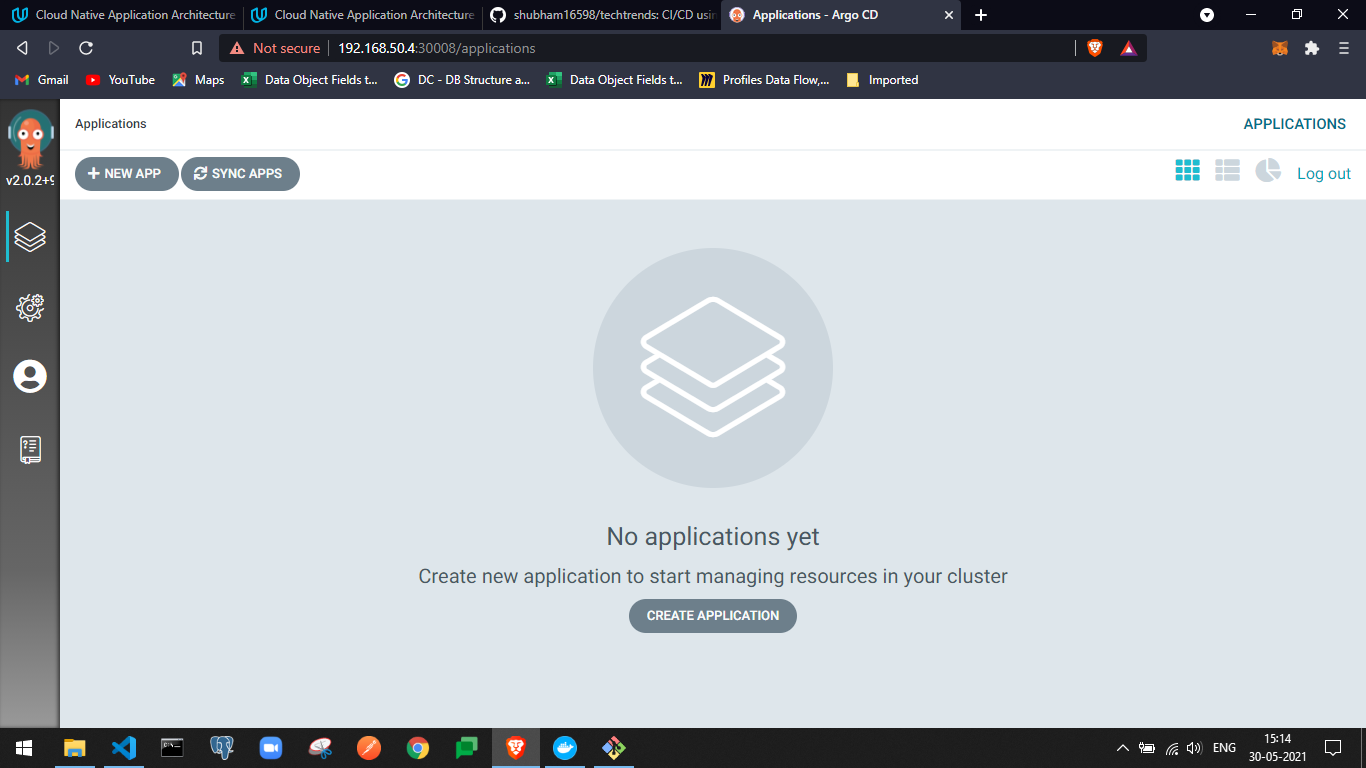 Cloud Native Application Architecture
Cloud Native Application Architecture
shubham16598/techtrends: CI/CD usin
Applications - Argo CD
Not secure
192.168.50.4:30008/applications
Gmail
YouTube
Maps
Data Object Fields t...
DC - DB Structure a...
Data Object Fields t...
Profiles Data Flow,...
Imported
v2.0.2+9
Applications
APPLICATIONS
NEW APP
SYNC APPS
Log out
No applications yet
Create new application to start managing resources in your cluster
CREATE APPLICATION
ENG
15:14
30-05-2021